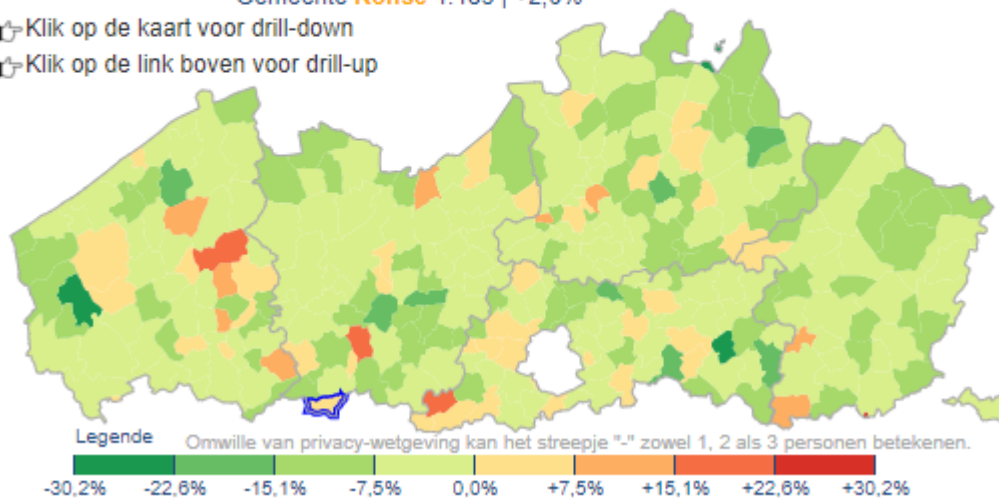 Klik op de kaart voor drill-down
Klik op de link boven voor drill-up
Legende
Omwille van privacy-wetgeving kan het streepje "-" zowel 1, 2 als 3 personen betekenen.
-30,2% -22,6% -15,1% -7,5% 0,0% +7,5% +15,1% +22,6% +30,2%